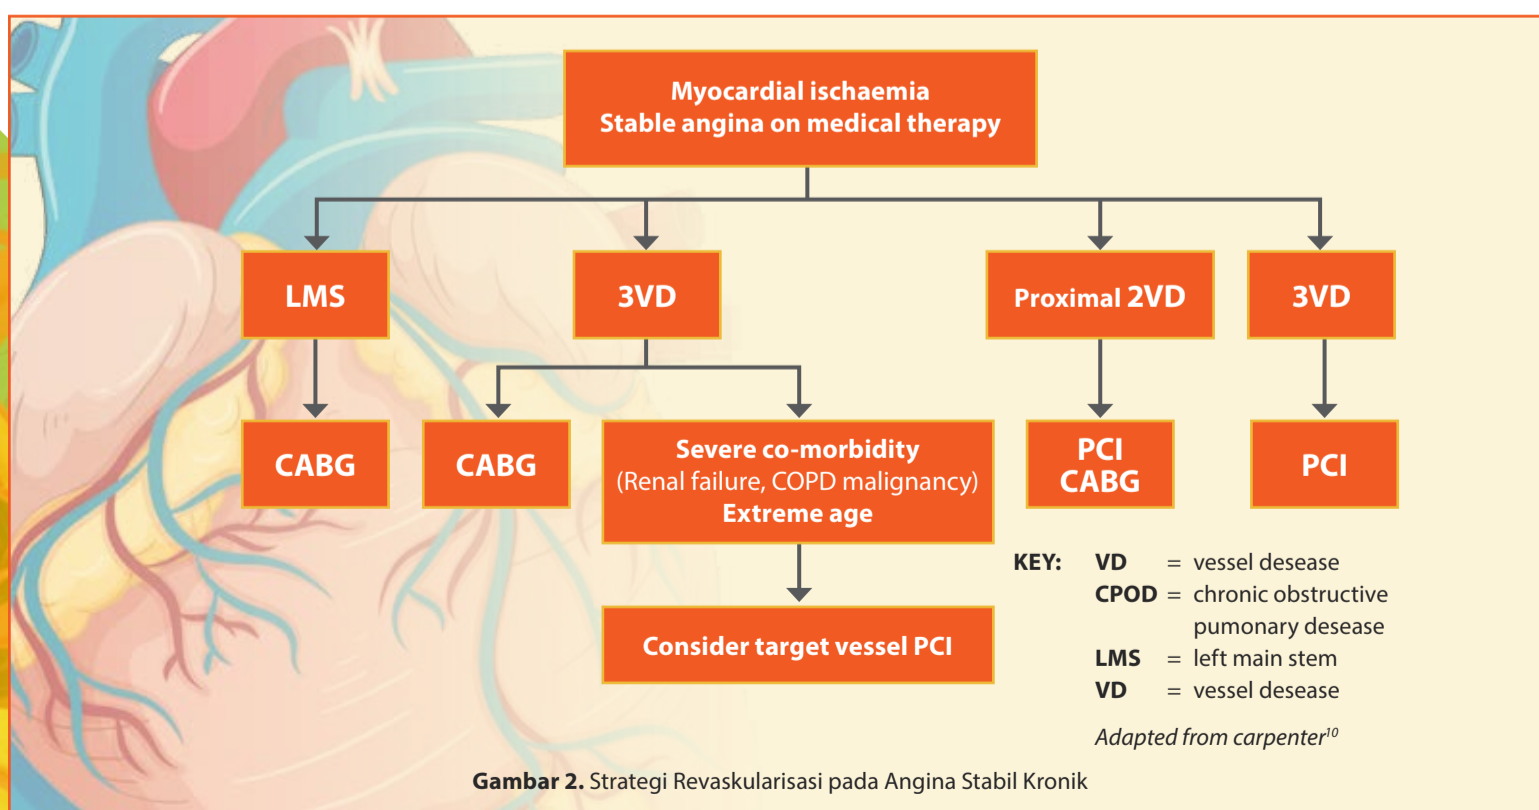 Myocardial ischaemia
Stable angina on medical therapy
LMS
3VD
Proximal 2VD
3VD
CABG
CABG
Severe co-morbidity
(Renal failure, COPD malignancy)
Extreme age
PCI
CABG
PCI
Consider target vessel PCI
KEY: VD = vessel desease
CPOD = chronic obstructive
pumonary desease
LMS = left main stem
VD = vessel desease
Adapted from carpenter10
Gambar 2. Strategi Revaskularisasi pada Angina Stabil Kronik